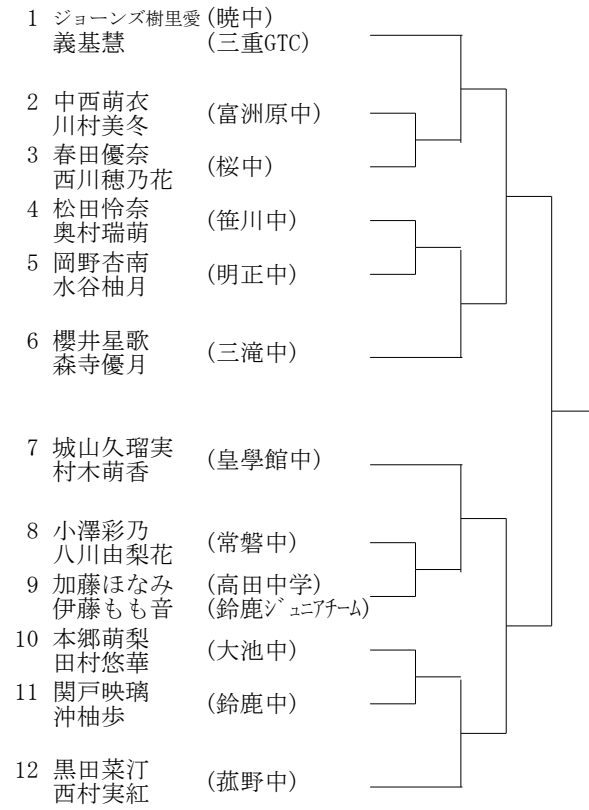 1 ジョーンズ樹里愛 (暁中)
義基慧 (三重GTC)
2 中西萌衣 (富洲原中)
川村美冬
3 春田優奈 (桜中)
西川穂乃花
4 松田怜奈 (笹川中)
奥村瑞萌
5 岡野杏南 (明正中)
水谷柚月
6 櫻井星歌 (三滝中)
森寺優月
7 城山久瑠実 (皇學館中)
村木萌香
8 小澤彩乃 (常磐中)
八川由梨花
9 加藤ほなみ (高田中学)
伊藤もも音 (鈴鹿ジュニアチーム)
10 本郷萌梨 (大池中)
田村悠華
11 関戸映璃 (鈴鹿中)
沖柚歩
12 黒田菜汀 (菰野中)
西村実紅